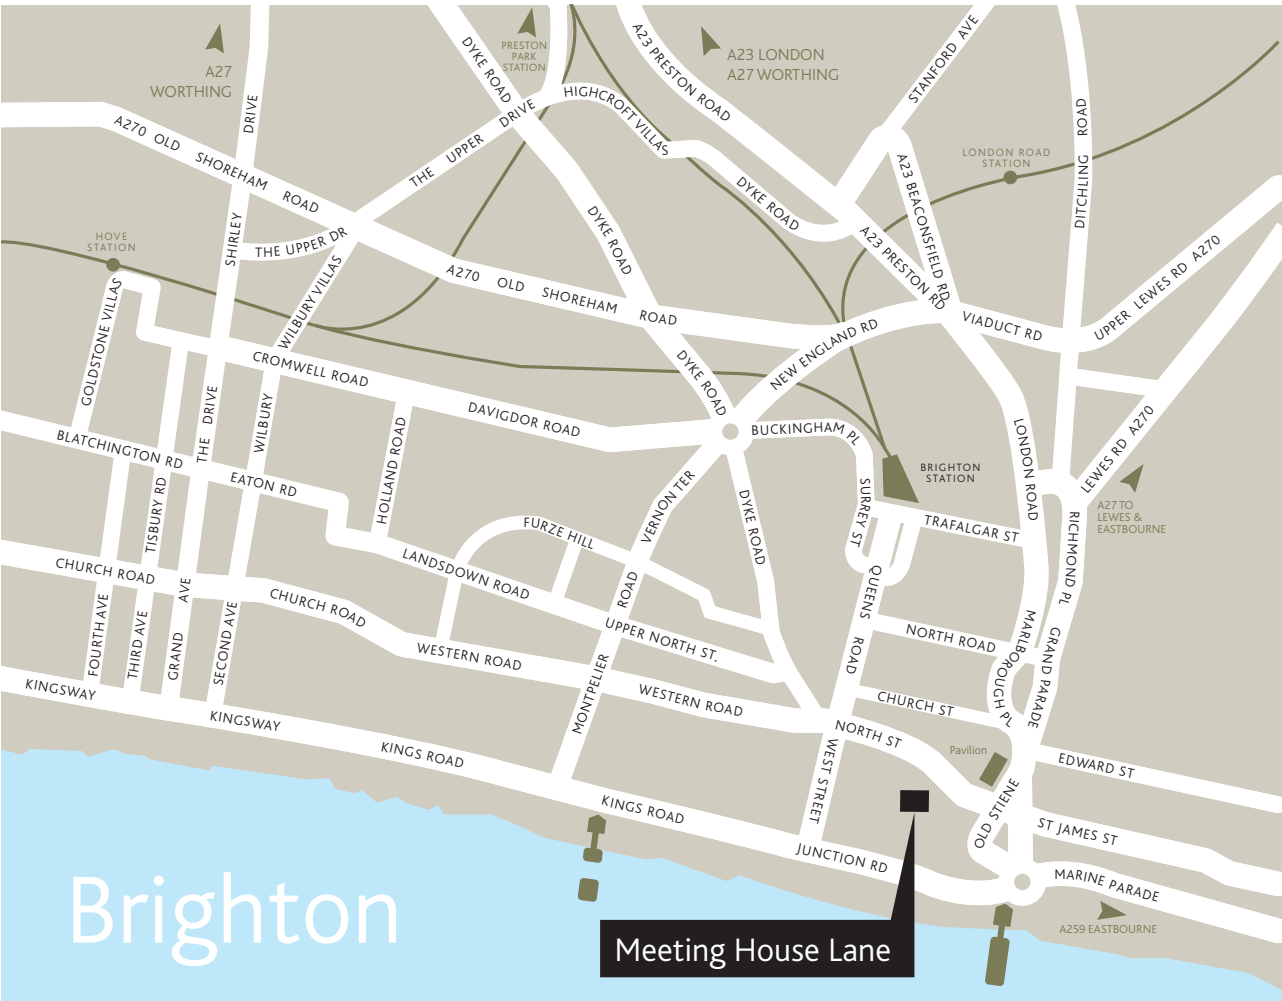 A27
WORTHING
PRESTON
PARK
STATION
A23 LONDON
A27 WORTHING
DYKE ROAD
A23 PRESTON ROAD
STANFORD AVE
DRIVE
A270 OLD SHOREHAM ROAD
THE UPPER DRIVE
HIGHCROFT VILLAS
DYKE ROAD
LONDON ROAD
STATION
DITCHLING ROAD
A23 BEACONSFIELD RD
HOVE
STATION
SHIRLEY
THE UPPER DR
WILBURY VILLAS
DYKE ROAD
A23 PRESTON RD
UPPER LEWES RD A270
GOLDSTONE VILLAS
A270 OLD SHOREHAM ROAD
NEW ENGLAND RD
VIADUCT RD
CROMWELL ROAD
DYKE ROAD
DAVIGDOR ROAD
BUCKINGHAM PL
BLATCHINGTON RD
THE DRIVE
WILBURY
HOLLAND ROAD
LONDON ROAD
LEWES RD A270
BRIGHTON
STATION
EATON RD
TISBURY RD
VERNON TER
DYKE ROAD
SURREY ST
A27 TO
LEWES &
EASTBOURNE
FURZE HILL
TRAFALGAR ST
RICHMOND PL
CHURCH ROAD
LANDSDOWN ROAD
FOURTH AVE
THIRD AVE
GRAND AVE
SECOND AVE
CHURCH ROAD
ROAD
QUEENS ROAD
UPPER NORTH ST.
NORTH ROAD
MARLBOROUGH PL
GRAND PARADE
WESTERN ROAD
MONTPELIER
WESTERN ROAD
CHURCH ST
KINGSWAY
KINGSWAY
KINGS ROAD
NORTH ST
WEST STREET
Pavilion
EDWARD ST
KINGS ROAD
OLD STIENE
ST JAMES ST
JUNCTION RD
MARINE PARADE
A259 EASTBOURNE
Brighton
Meeting House Lane